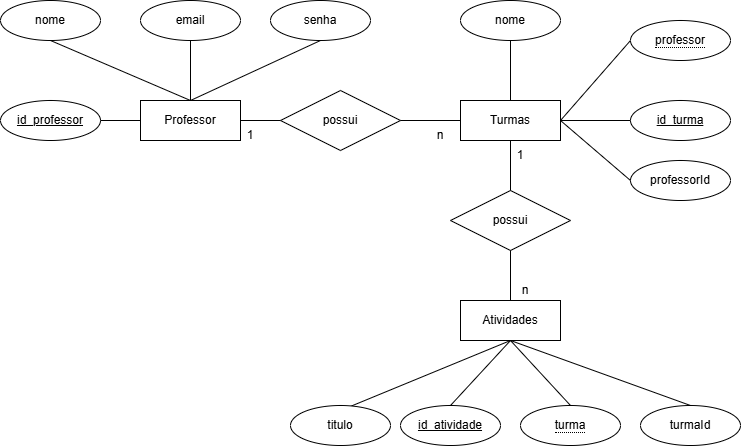 nome
email
senha
nome
professor
id_professor
Professor
1
possui
n
Turmas
id_turma
1
professorId
possui
n
Atividades
titulo
id_atividade
turma
turmaId